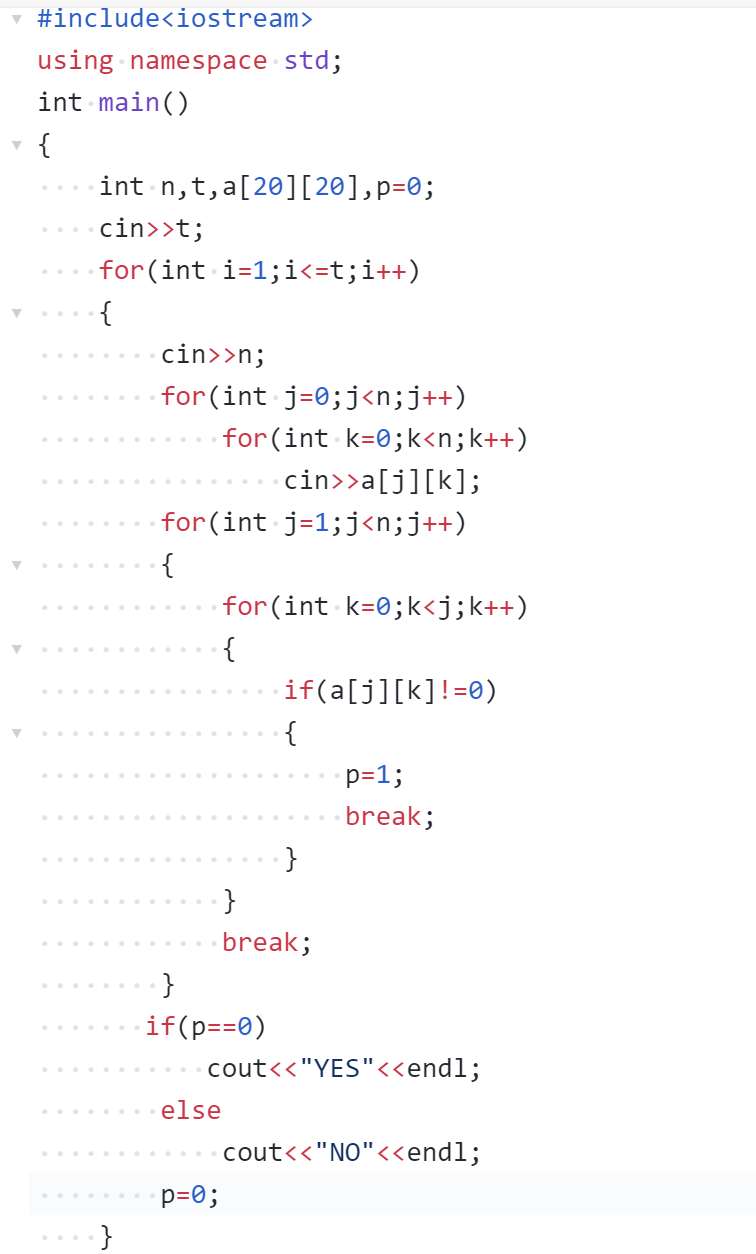 #include<iostream>
using namespace std;
int main()
{
    int n,t,a[20][20],p=0;
    cin>>t;
    for(int i=1;i<=t;i++)
    {
        cin>>n;
        for(int j=0;j<n;j++)
            for(int k=0;k<n;k++)
                cin>>a[j][k];
        for(int j=1;j<n;j++)
        {
            for(int k=0;k<j;k++)
            {
                if(a[j][k]!=0)
                {
                    p=1;
                    break;
                }
            }
            break;
        }
       if(p==0)
           cout<<"YES"<<endl;
        else
            cout<<"NO"<<endl;
        p=0;
    }